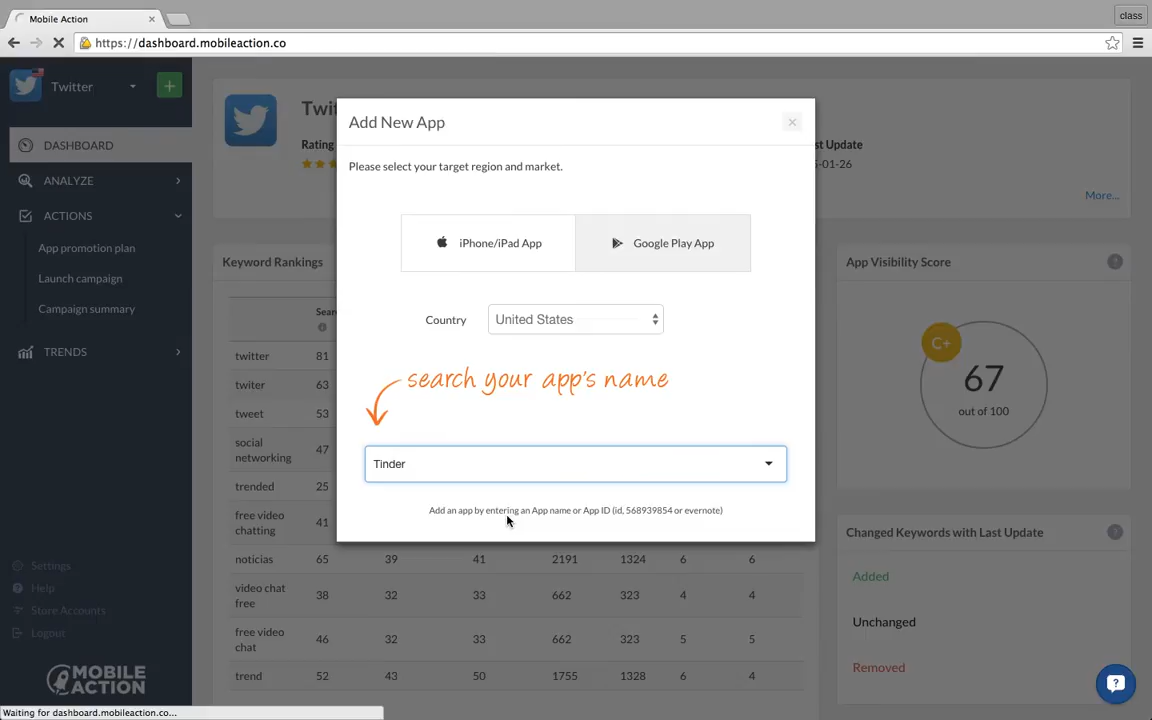 Mobile Action
class
https://dashboard.mobileaction.co
Twitter
DASHBOARD
ANALYZE
ACTIONS
App promotion plan
Launch campaign
Campaign summary
TRENDS
Settings
Help
Store Accounts
Logout
MOBILE
ACTION
Rating
More...
Add New App
×
Please select your target region and market.
iPhone/iPad App
Google Play App
Country
United States
search your app's name
Tinder
Add an app by entering an App name or App ID (id, 568939854 or evernote)
Keyword Rankings
twitter 81
twiter 63
tweet 53
social
networking 47
trended 25
free video
chatting 41
noticias 65 39 41 2191 1324 6 4
video chat
free 38 32 33 662 323 4 4
free video
chat 46 32 33 662 323 5 5
trend 52 43 50 1755 1328 6 4
App Visibility Score
C+
67
out of 100
Changed Keywords with Last Update ?
Added
Unchanged
Removed
Waiting for dashboard.mobileaction.co...